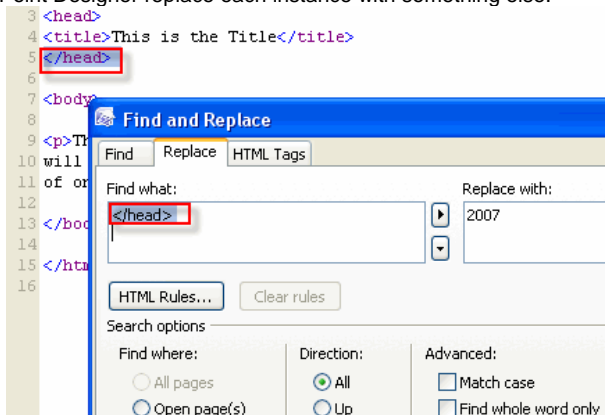 Point Designer replace each instance with something else.
3 <head>
4 <title>This is the Title</title>
5 </head>
6
7 <body>
8
9 <p>Th
10 will
11 of or
12
13 </bod
14
15 </htm
16
Find and Replace
Find Replace HTML Tags
Find what: Replace with:
</head> 2007
HTML Rules... Clear rules
Search options
Find where: Direction: Advanced:
All pages All Match case
Open page(s) Up Find whole word only